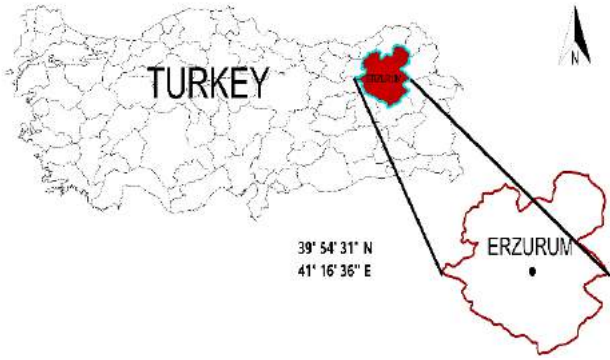 N
TURKEY
ERZURUM
ERZURUM
39° 54' 31" N
41° 16' 36" E